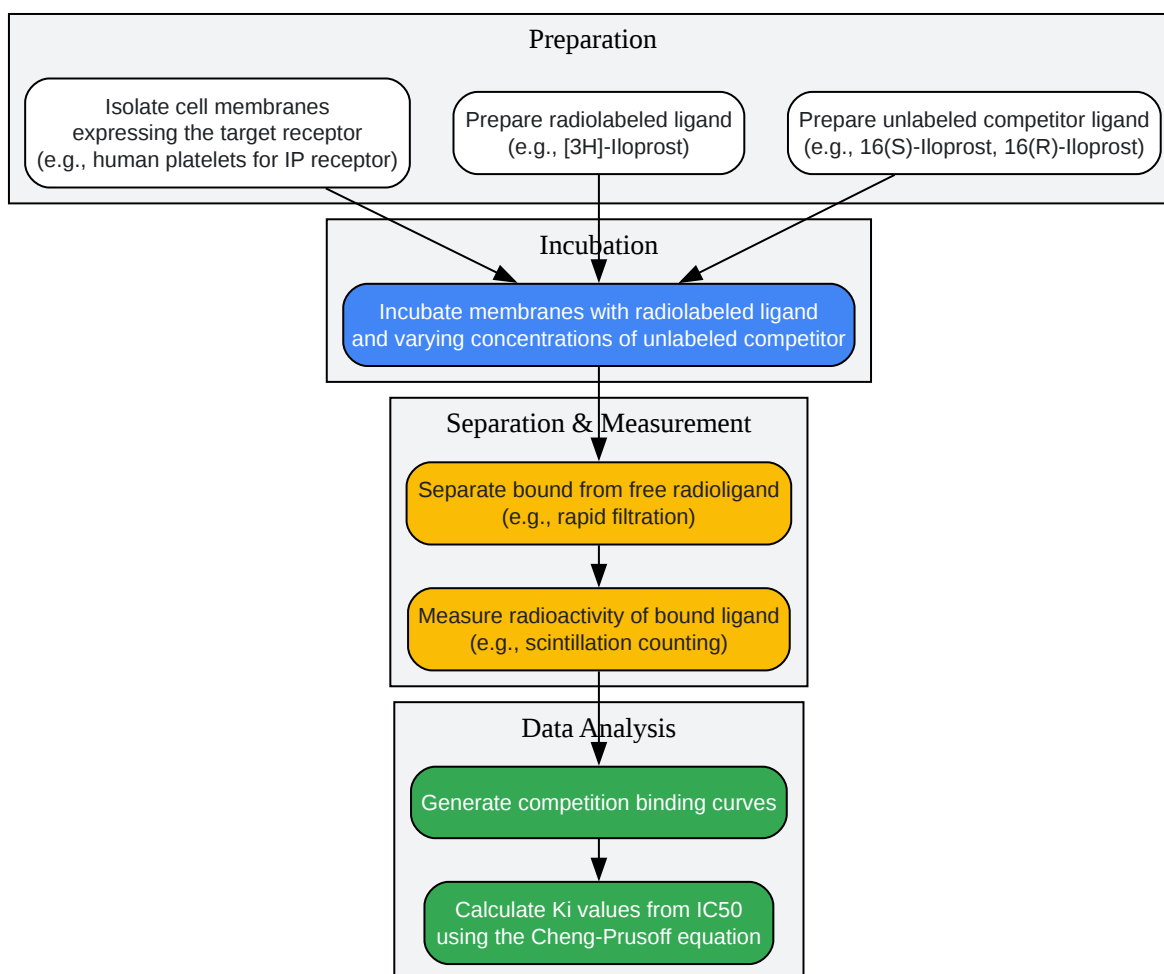 Preparation
Isolate cell membranes
expressing the target receptor
(e.g., human platelets for IP receptor)
Prepare radiolabeled ligand
(e.g., [3H]-Iloprost)
Prepare unlabeled competitor ligand
(e.g., 16(S)-Iloprost, 16(R)-Iloprost)
Incubation
Incubate membranes with radiolabeled ligand
and varying concentrations of unlabeled competitor
Separation & Measurement
Separate bound from free radioligand
(e.g., rapid filtration)
Measure radioactivity of bound ligand
(e.g., scintillation counting)
Data Analysis
Generate competition binding curves
Calculate Ki values from IC50
using the Cheng-Prusoff equation